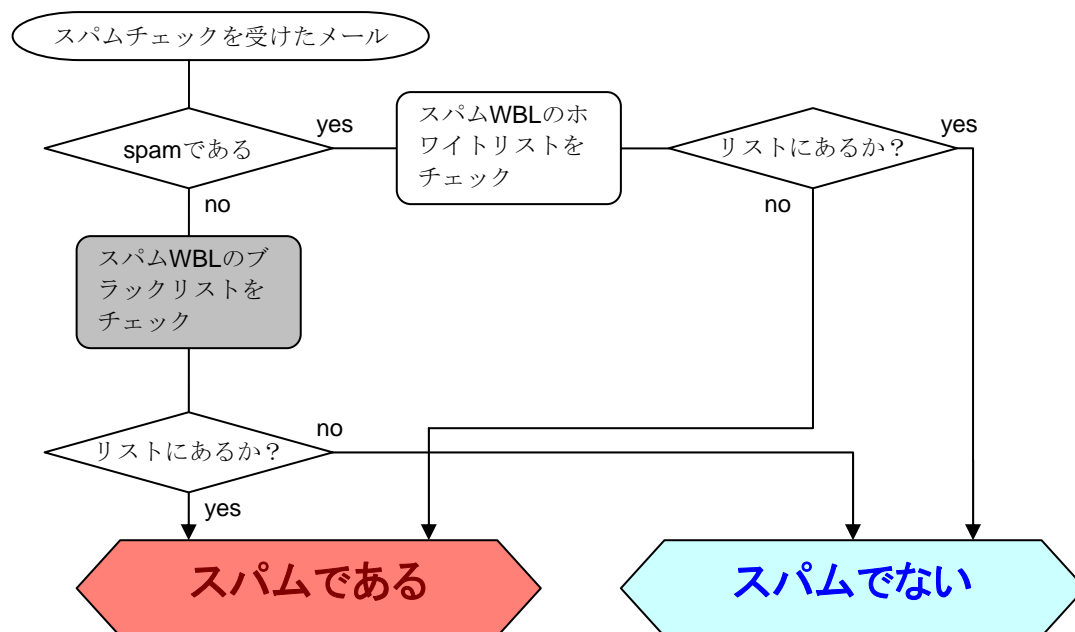 スパムチェックを受けたメール
spamである
yes
スパムWBLのホ
ワイトリストを
チェック
リストにあるか？
yes
no
no
スパムWBLのブ
ラックリストを
チェック
リストにあるか？
no
yes
スパムである
スパムでない